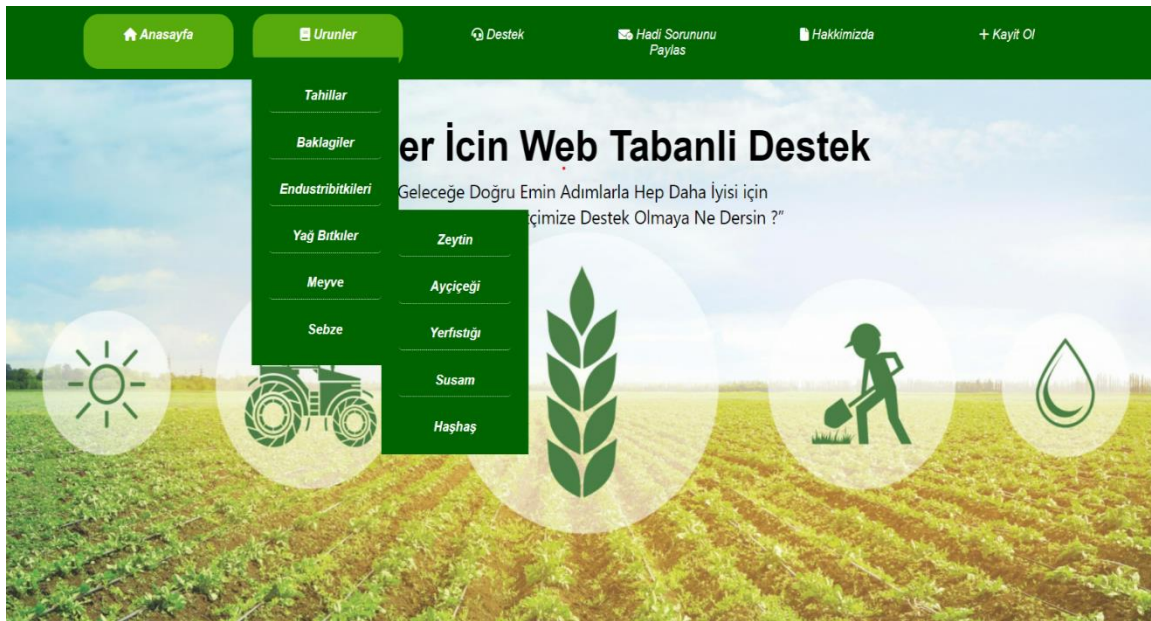 Anasayfa
Urunler
Destek
Hadi Sorununu
Paylas
Hakkimizda
+ Kayit Ol
Tahillar
Baklagiler
Endustribitkileri
Yağ Bıtkıler
Meyve
Sebze
Zeytin
Ayçiçeği
Yerfıstığı
Susam
Haşhaş
er İcin Web Tabanli Destek
Geleceğe Doğru Emin Adımlarla Hep Daha İyisi için
çimize Destek Olmaya Ne Dersin ?”